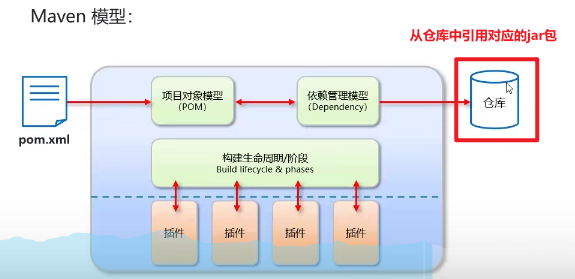 Maven 模型：
从仓库中引用对应的jar包
项目对象模型
（POM）
依赖管理模型
（Dependency）
仓库
pom.xml
构建生命周期/阶段
Build lifecycle & phases
插件
插件
插件
插件